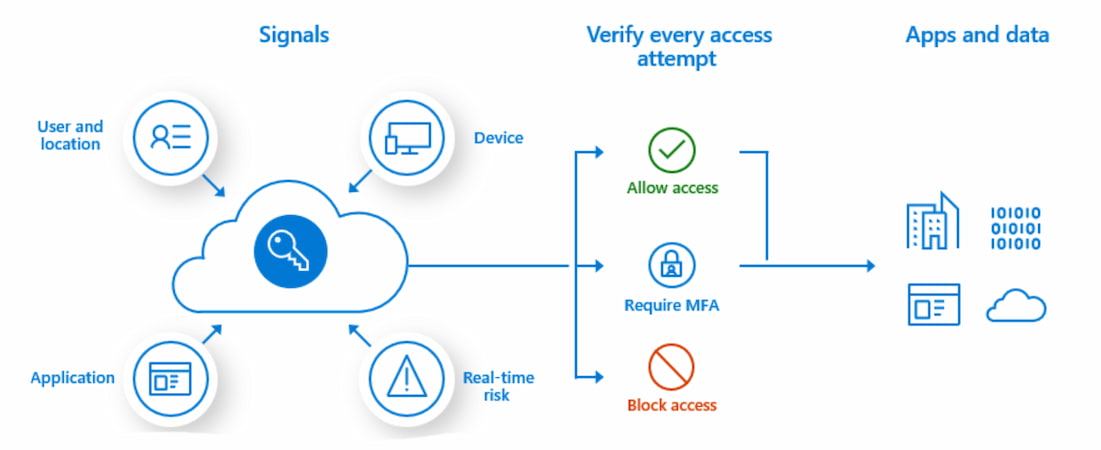 Signals
Verify every access
attempt
Apps and data
User and
location
Device
Allow access
101010
010101
101010
Require MFA
Application
Real-time
risk
Block access